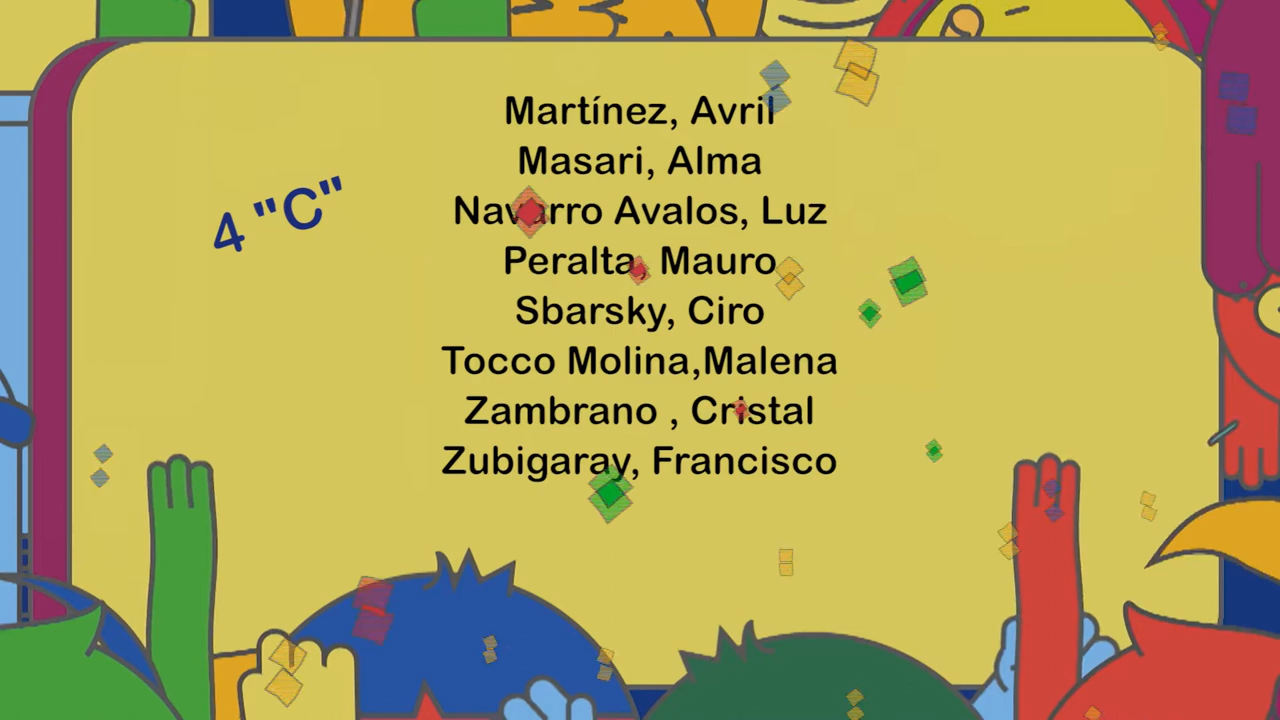 4 "C"
Martínez, Avril
Masari, Alma
Navarro Avalos, Luz
Peralta, Mauro
Sbarsky, Ciro
Tocco Molina,Malena
Zambrano , Cristal
Zubigaray, Francisco